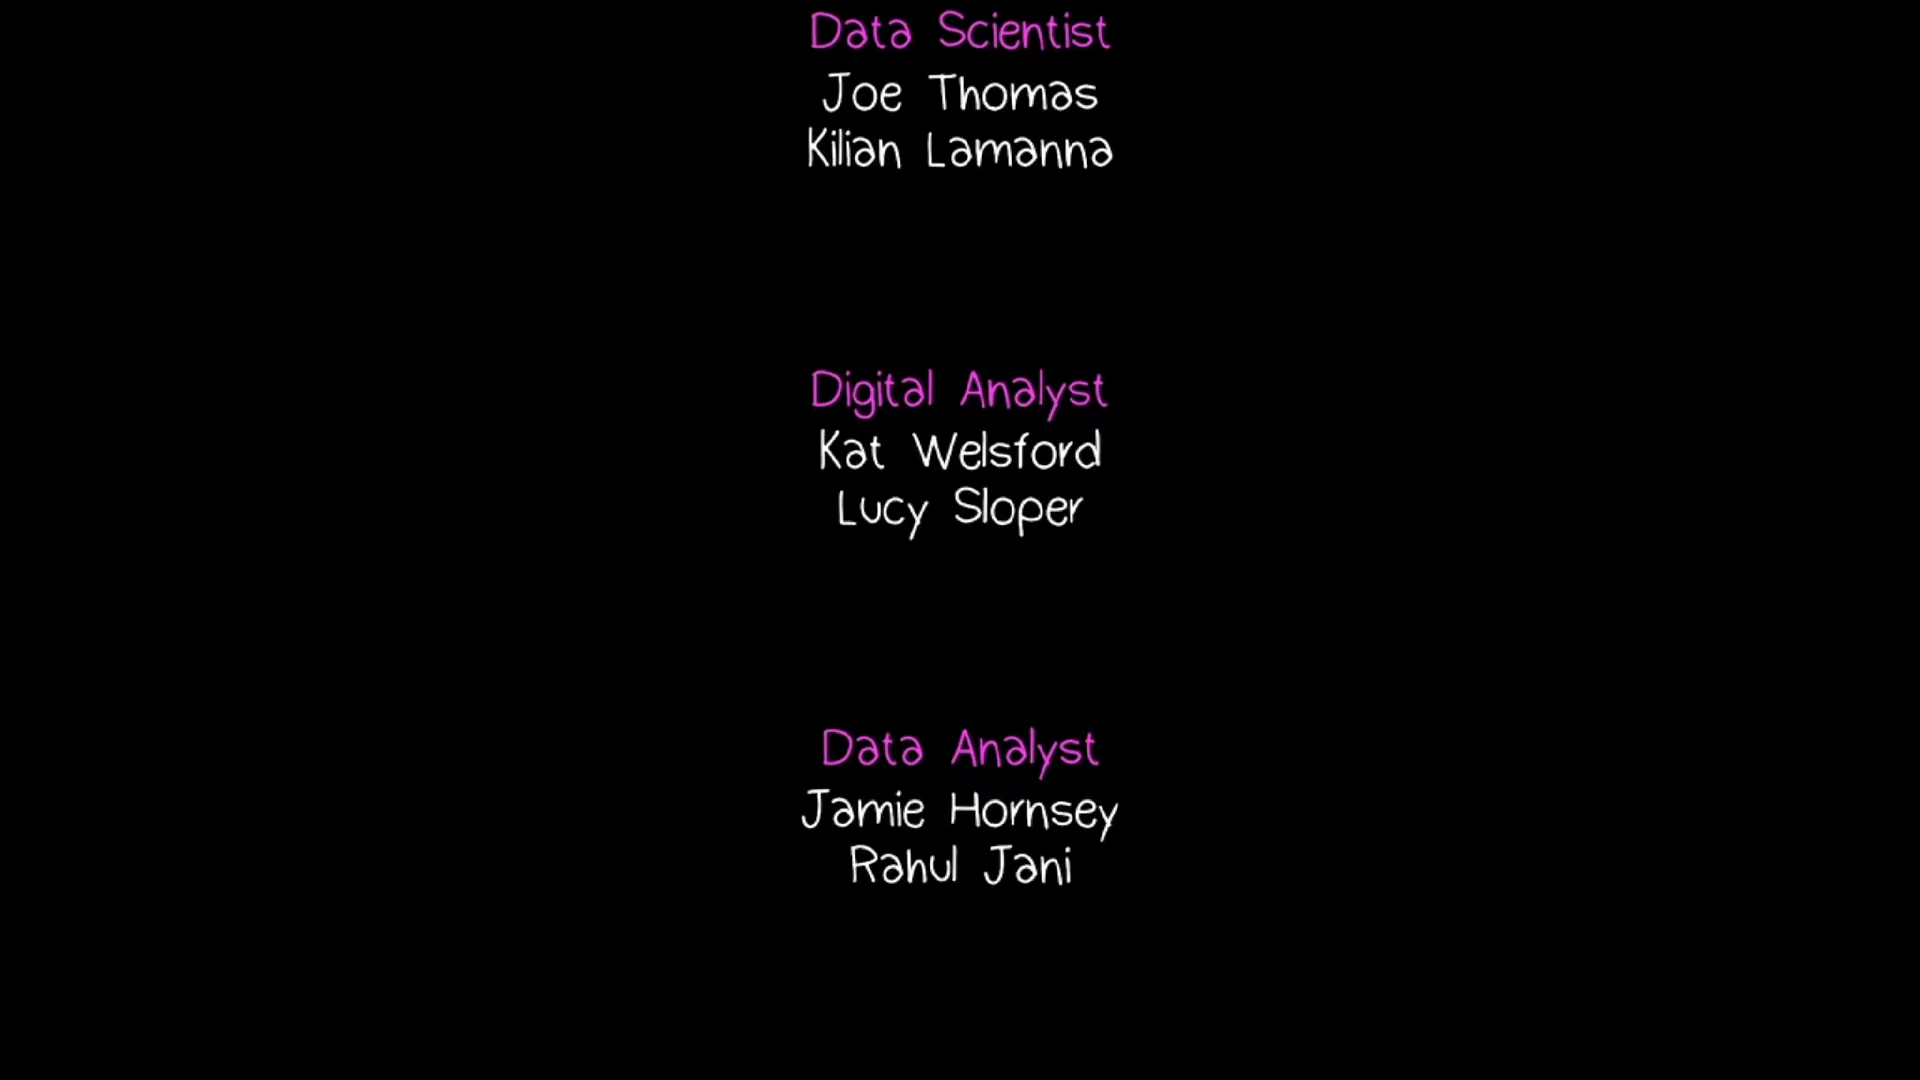 Data Scientist
Joe Thomas
Kilian Lamanna
Digital Analyst
Kat Welsford
Lucy Sloper
Data Analyst
Jamie Hornsey
Rahul Jani